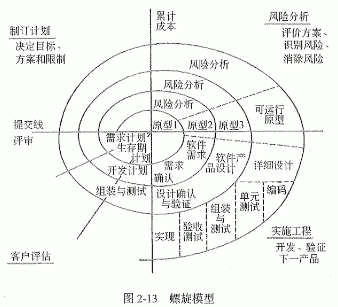 制订计划
决定目标、
方案和限制
累计
成本
风险分析
评价方案、
识别风险、
消除风险
风险分析
风险分析
风险分析
可运行
原型
提交线
评审
原型1
原型2
原型3
需求计划?
生存期
计划
开发计划
组装与测试
需求
确认
软件
需求
软件产
品设计
详细设计
设计确认
与验证
实现
验收
测试
组装
与测试
单元
测试
编码
客户评估
实施工程
开发、验证
下一产品
图 2-13 螺旋模型